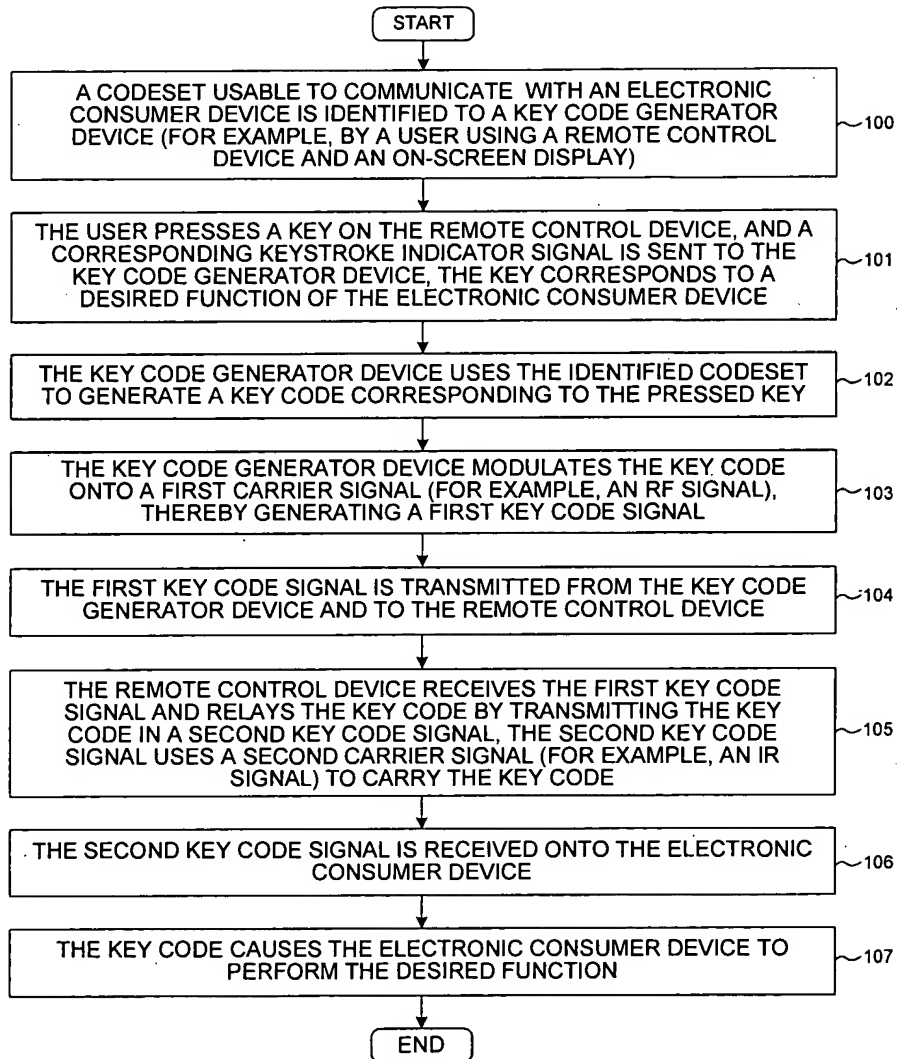 START
A CODESET USABLE TO COMMUNICATE WITH AN ELECTRONIC
CONSUMER DEVICE IS IDENTIFIED TO A KEY CODE GENERATOR
DEVICE (FOR EXAMPLE, BY A USER USING A REMOTE CONTROL
DEVICE AND AN ON-SCREEN DISPLAY)
100
THE USER PRESSES A KEY ON THE REMOTE CONTROL DEVICE, AND A
CORRESPONDING KEYSTROKE INDICATOR SIGNAL IS SENT TO THE
KEY CODE GENERATOR DEVICE, THE KEY CORRESPONDS TO A
DESIRED FUNCTION OF THE ELECTRONIC CONSUMER DEVICE
101
THE KEY CODE GENERATOR DEVICE USES THE IDENTIFIED CODESET
TO GENERATE A KEY CODE CORRESPONDING TO THE PRESSED KEY
102
THE KEY CODE GENERATOR DEVICE MODULATES THE KEY CODE
ONTO A FIRST CARRIER SIGNAL (FOR EXAMPLE, AN RF SIGNAL),
THEREBY GENERATING A FIRST KEY CODE SIGNAL
103
THE FIRST KEY CODE SIGNAL IS TRANSMITTED FROM THE KEY CODE
GENERATOR DEVICE AND TO THE REMOTE CONTROL DEVICE
104
THE REMOTE CONTROL DEVICE RECEIVES THE FIRST KEY CODE
SIGNAL AND RELAYS THE KEY CODE BY TRANSMITTING THE KEY
CODE IN A SECOND KEY CODE SIGNAL, THE SECOND KEY CODE
SIGNAL USES A SECOND CARRIER SIGNAL (FOR EXAMPLE, AN IR
SIGNAL) TO CARRY THE KEY CODE
105
THE SECOND KEY CODE SIGNAL IS RECEIVED ONTO THE ELECTRONIC
CONSUMER DEVICE
106
THE KEY CODE CAUSES THE ELECTRONIC CONSUMER DEVICE TO
PERFORM THE DESIRED FUNCTION
107
END